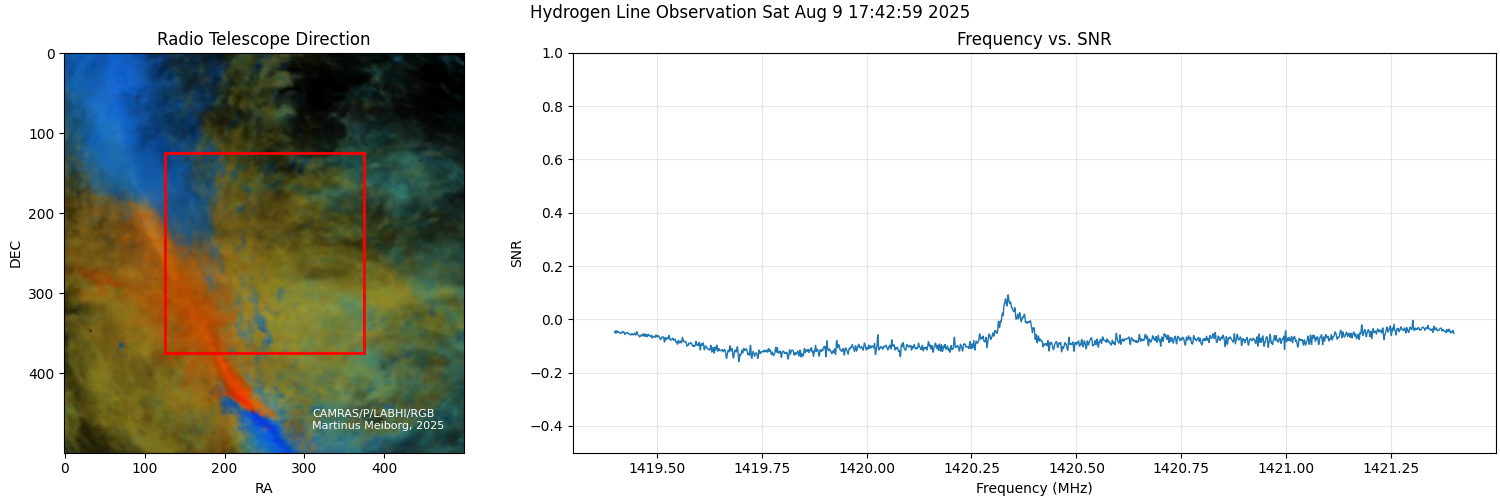 Hydrogen Line Observation Sat Aug 9 17:42:59 2025
Radio Telescope Direction
0
100
200
300
400
DEC
0 100 200 300 400
RA
CAMRAS/P/LABHI/RGB
Martinus Meiborg, 2025
Frequency vs. SNR
1.0
0.8
0.6
0.4
0.2
0.0
−0.2
−0.4
SNR
1419.50 1419.75 1420.00 1420.25 1420.50 1420.75 1421.00 1421.25
Frequency (MHz)